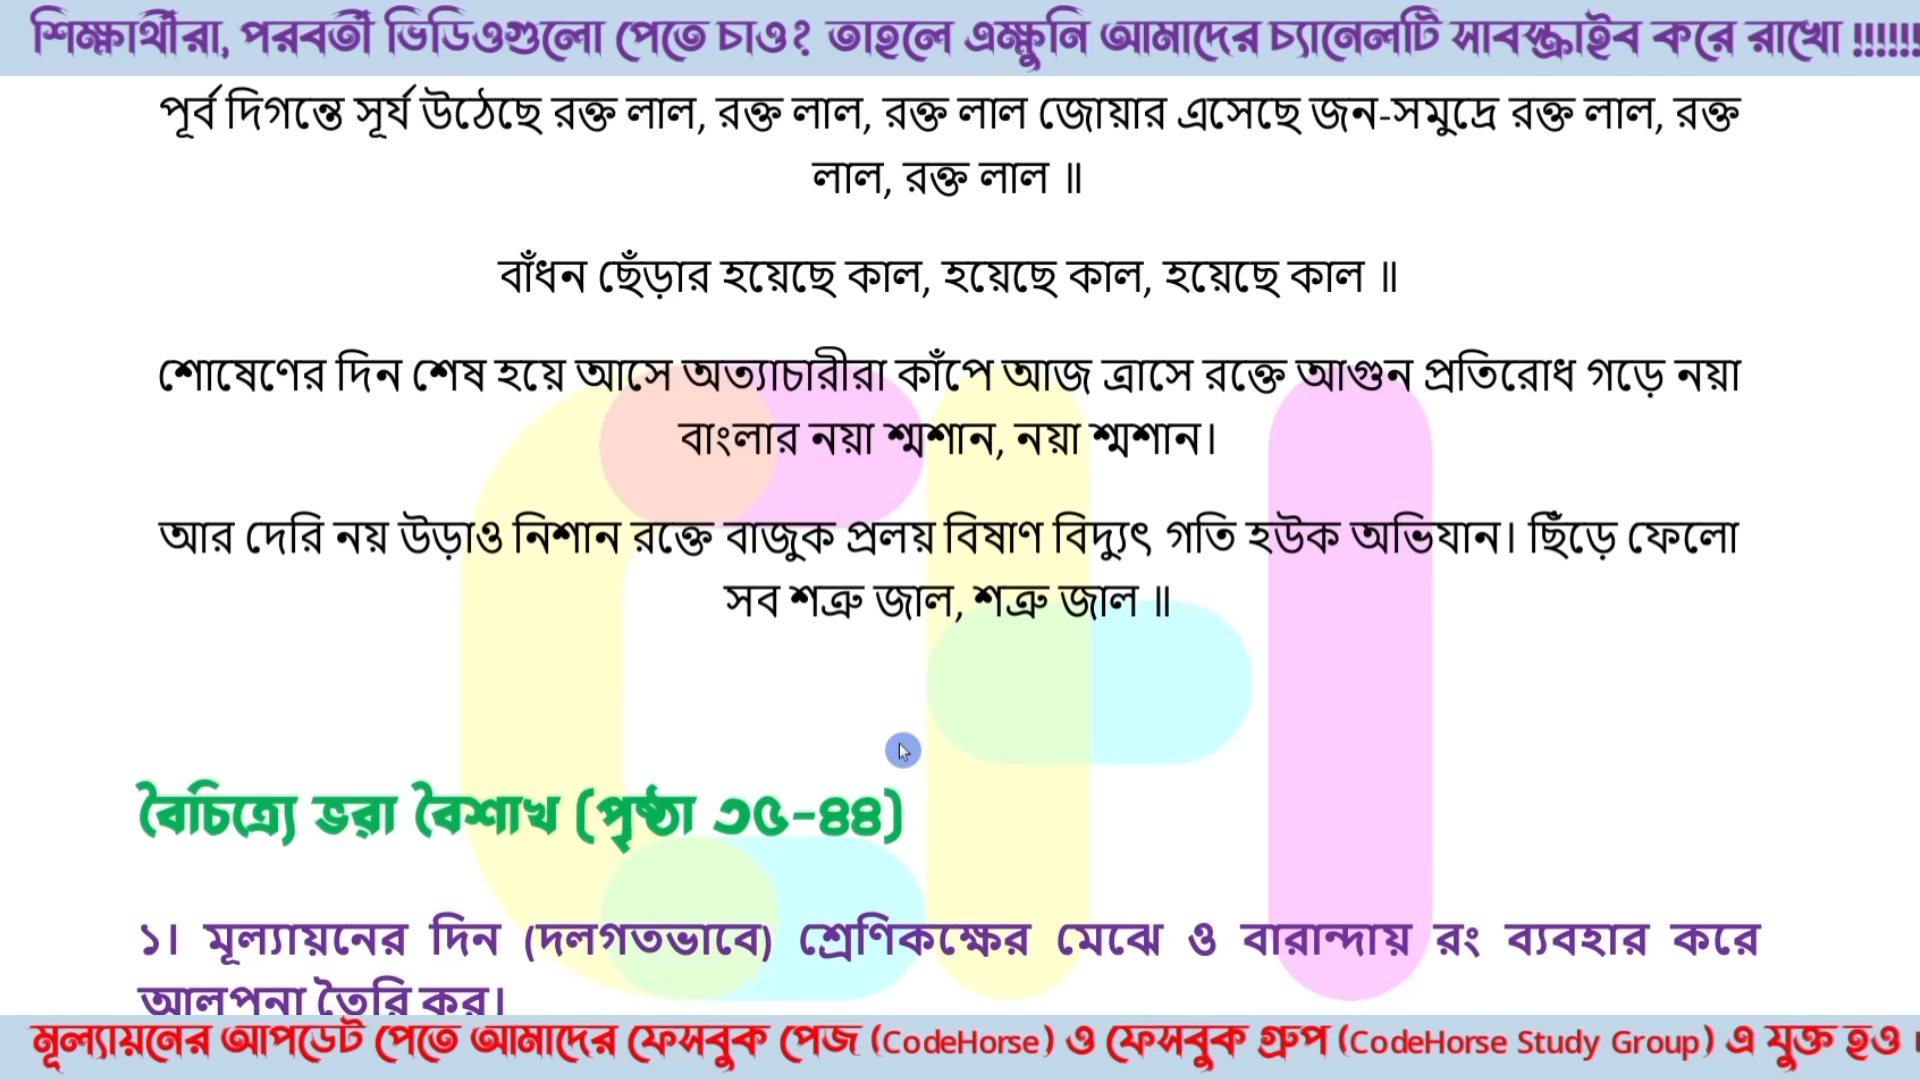 শিক্ষার্থীরা, পরবর্তী ভিডিওগুলো পেতে চাও? তাহলে এক্ষুনি আমাদের চ্যানেলটি সাবস্ক্রাইব করে রাখো !!!!!!
পূর্ব দিগন্তে সূর্য উঠেছে রক্ত লাল, রক্ত লাল, রক্ত লাল জোয়ার এসেছে জন-সমুদ্রে রক্ত লাল, রক্ত
লাল, রক্ত লাল ॥
বাঁধন ছেঁড়ার হয়েছে কাল, হয়েছে কাল, হয়েছে কাল ॥
শোষেণের দিন শেষ হয়ে আসে অত্যাচারীরা কাঁপে আজ ত্রাসে রক্তে আগুন প্রতিরোধ গড়ে নয়া
বাংলার নয়া শ্মশান, নয়া শ্মশান।
আর দেরি নয় উড়াও নিশান রক্তে বাজুক প্রলয় বিষাণ বিদ্যুৎ গতি হউক অভিযান। ছিঁড়ে ফেলো
সব শত্রু জাল, শত্রু জাল ॥
বৈচিত্র্যে ভরা বৈশাখ (পৃষ্ঠা ৩৫-৪৪)
১। মূল্যায়নের দিন (দলগতভাবে) শ্রেণিকক্ষের মেঝে ও বারান্দায় রং ব্যবহার করে
আলপনা তৈরি কর।
মূল্যায়নের আপডেট পেতে আমাদের ফেসবুক পেজ (CodeHorse) ও ফেসবুক গ্রুপ (CodeHorse Study Group) এ যুক্ত হও